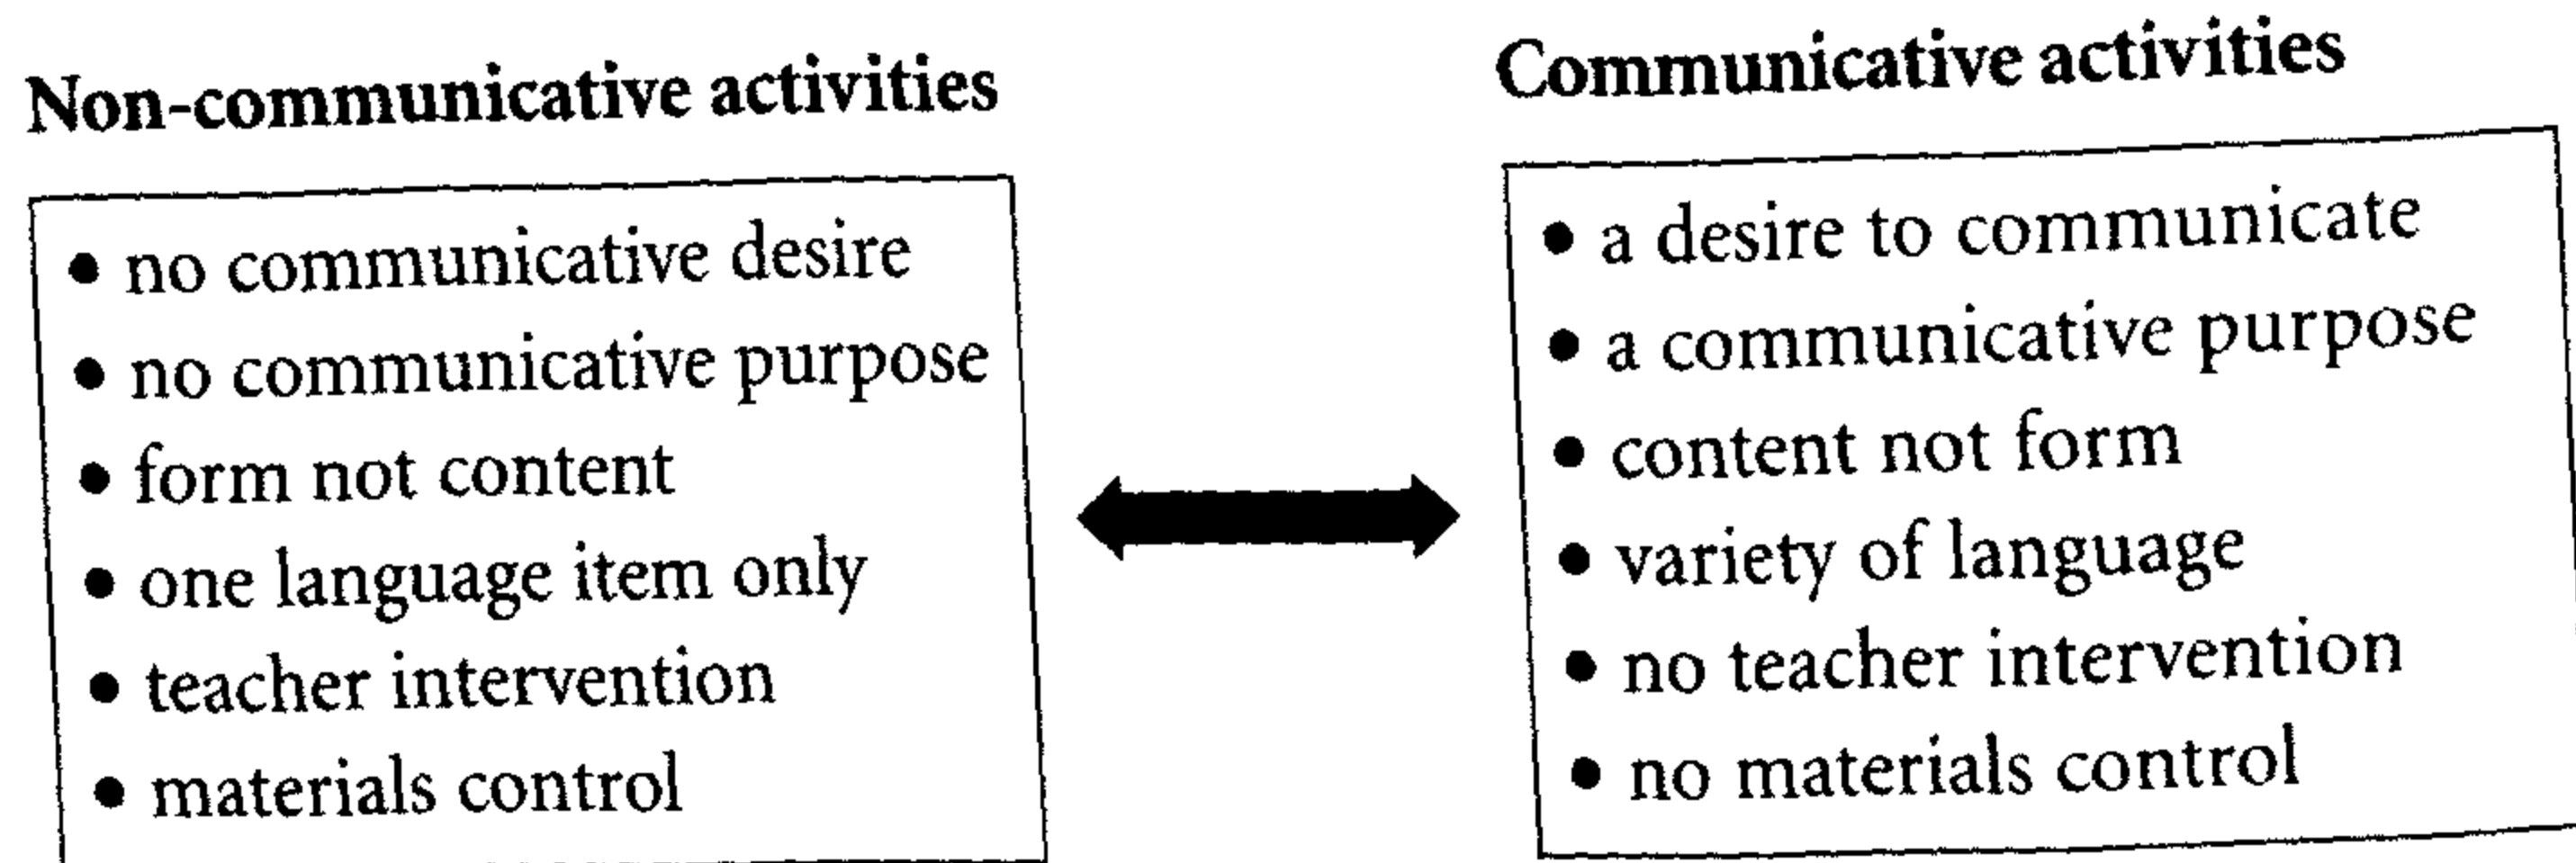 Non-communicative activities
• no communicative desire
• no communicative purpose
• form not content
• one language item only
• teacher intervention
• materials control
Communicative activities
• a desire to communicate
• a communicative purpose
• content not form
• variety of language
• no teacher intervention
• no materials control